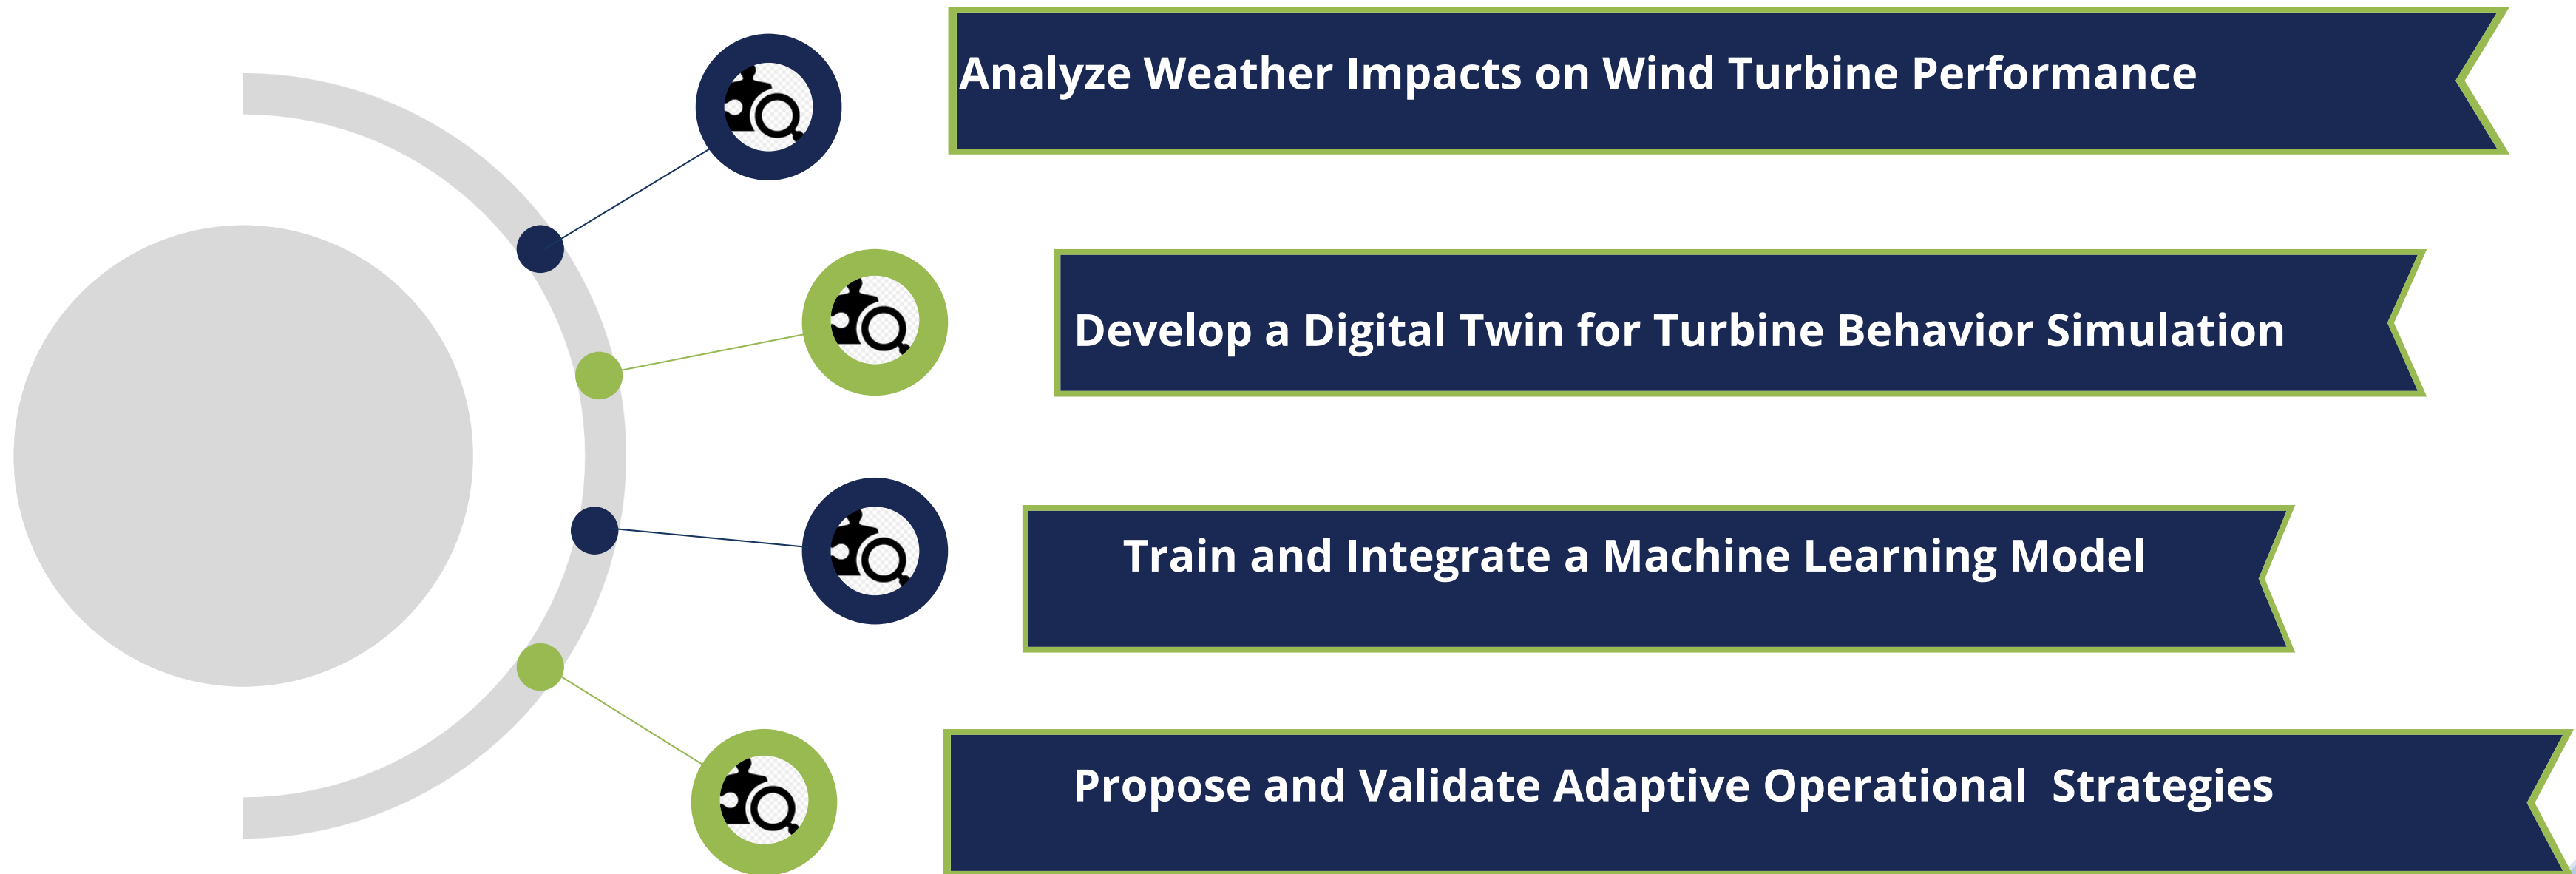 Analyze Weather Impacts on Wind Turbine Performance
Develop a Digital Twin for Turbine Behavior Simulation
Train and Integrate a Machine Learning Model
Propose and Validate Adaptive Operational  Strategies